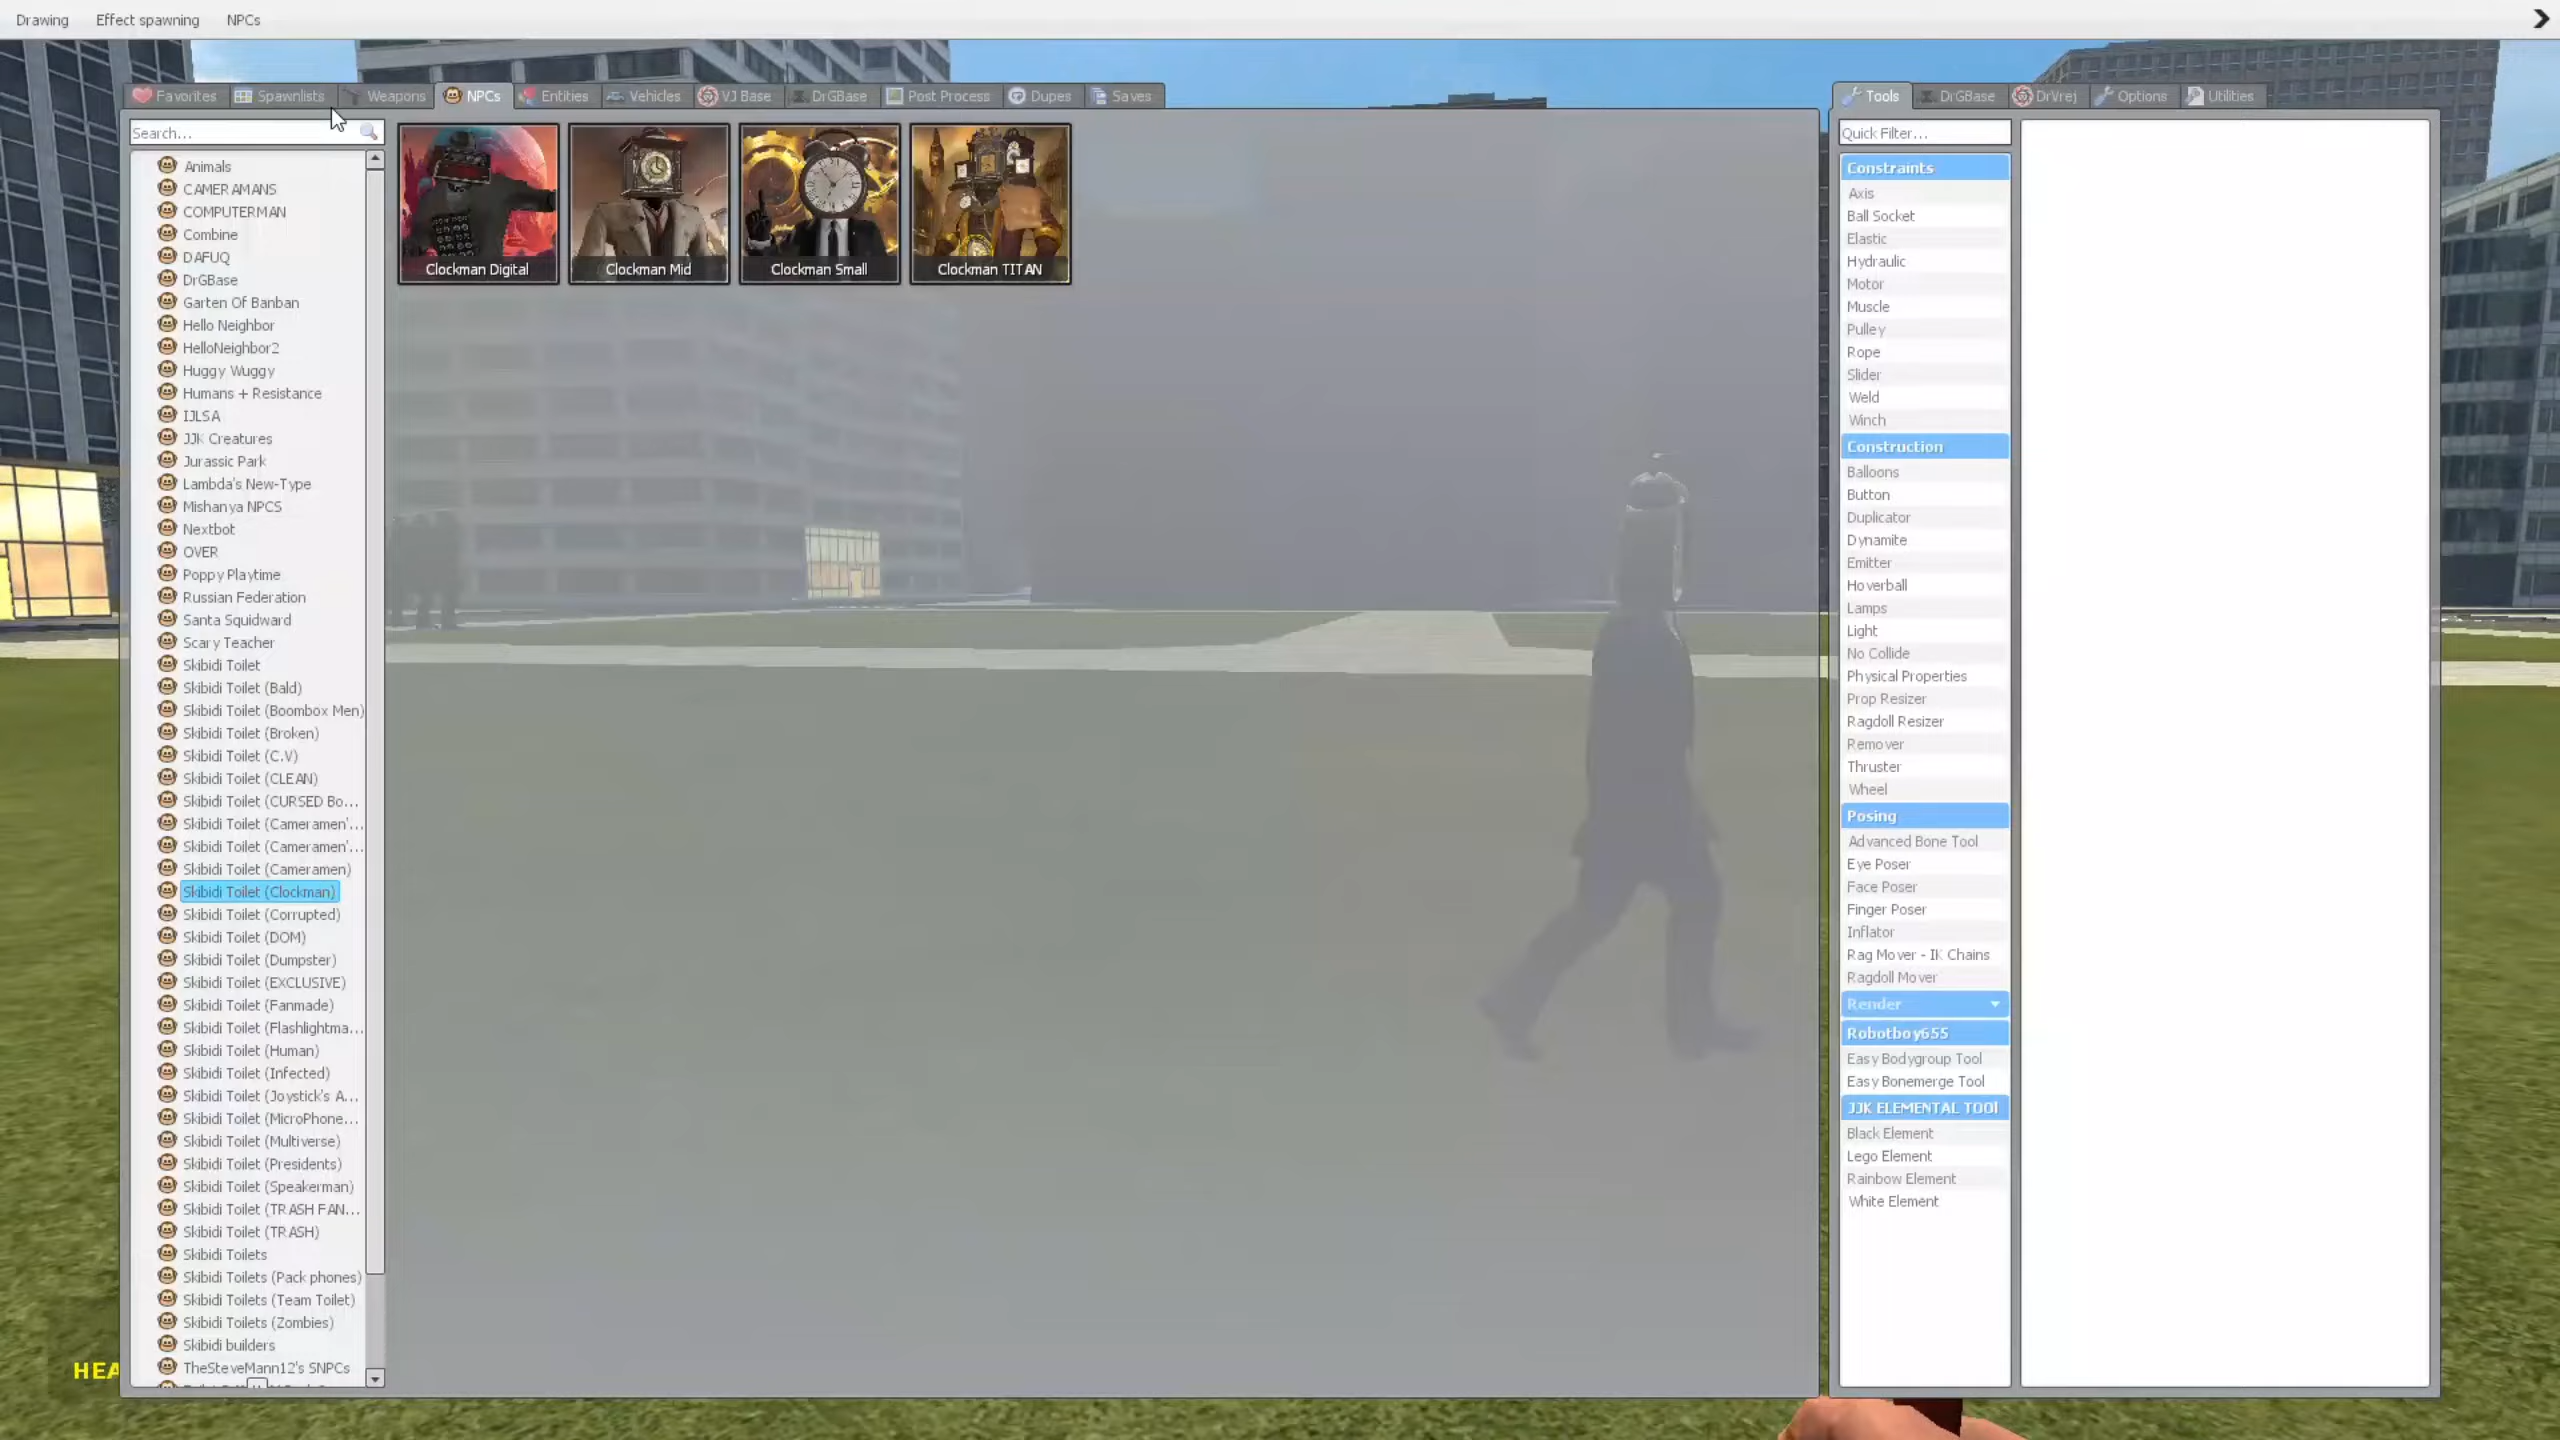 Drawing Effect spawning NPCs
Favorites Spawnlists Weapons NPCs Entities Vehicles VJ Base DrGBase Post Process Dupes Saves
Search...
Animals
CAMERAMANS
COMPUTERMAN
Combine
DAFUQ
DrGBase
Garten Of Banban
Hello Neighbor
HelloNeighbor2
Huggy Wuggy
Humans + Resistance
IJLSA
JJK Creatures
Jurassic Park
Lambda's New-Type
Mishanya NPCS
Nextbot
OVER
Poppy Playtime
Russian Federation
Santa Squidward
Scary Teacher
Skibidi Toilet
Skibidi Toilet (Bald)
Skibidi Toilet (Boombox Men)
Skibidi Toilet (Broken)
Skibidi Toilet (C.V)
Skibidi Toilet (CLEAN)
Skibidi Toilet (CURSED Bo...
Skibidi Toilet (Cameramen'...
Skibidi Toilet (Cameramen'...
Skibidi Toilet (Cameramen)
Skibidi Toilet (Clockman)
Skibidi Toilet (Corrupted)
Skibidi Toilet (DOM)
Skibidi Toilet (Dumpster)
Skibidi Toilet (EXCLUSIVE)
Skibidi Toilet (Fanmade)
Skibidi Toilet (Flashlightma...
Skibidi Toilet (Human)
Skibidi Toilet (Infected)
Skibidi Toilet (Joystick's A...
Skibidi Toilet (MicroPhone...
Skibidi Toilet (Multiverse)
Skibidi Toilet (Presidents)
Skibidi Toilet (Speakerman)
Skibidi Toilet (TRASH FAN...
Skibidi Toilet (TRASH)
Skibidi Toilets
Skibidi Toilets (Pack phones)
Skibidi Toilets (Team Toilet)
Skibidi Toilets (Zombies)
Skibidi builders
TheSteveMann12's SNPCs
HEA
Clockman Digital
Clockman Mid
Clockman Small
Clockman TITAN
Tools DrGBase DrVrej Options Utilities
Quick Filter...
Constraints
Axis
Ball Socket
Elastic
Hydraulic
Motor
Muscle
Pulley
Rope
Slider
Weld
Winch
Construction
Balloons
Button
Duplicator
Dynamite
Emitter
Hoverball
Lamps
Light
No Collide
Physical Properties
Prop Resizer
Ragdoll Resizer
Remover
Thruster
Wheel
Posing
Advanced Bone Tool
Eye Poser
Face Poser
Finger Poser
Inflator
Rag Mover - IK Chains
Ragdoll Mover
Render
Robotboy655
Easy Bodygroup Tool
Easy Bonemerge Tool
JJK ELEMENTAL TOOl
Black Element
Lego Element
Rainbow Element
White Element